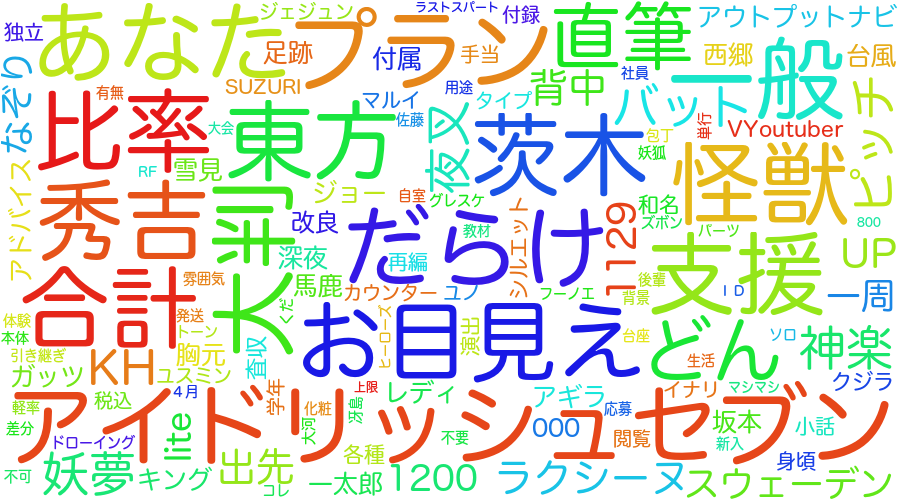 ジェジュン
ラストスパート
付録
独立
あなた
プラン
直筆
アウトプットナビ
足跡
付属
手当
西郷
台風
なぞり
SUZURI
背中
社員
一般
有無
マルイ
用途
タイプ
バット
ピッチ
比率
大会
佐藤
単行
VYoutuber
東方
夜叉
茨木
包丁
妖狐
怪獣
アドバイス
RF
雪見
ジョー
自室
グレスケ
秀吉
大罪
改良
だらけ
教材
シルエット
1129
和名
ズボン
800
パーツ
支援
UP
深夜
再編
合計
雰囲気
馬鹿
カウンター
ユノ
フーノエ
後輩
背景
ID
一周
くだ
発送
体験
トーン
お目見え
演出
台座
どん
ソロ
神楽
本体
引き継ぎ
KH
胸元
査収
ヒーローズ
生活
ガッツ
ユスミン
4月
学年
上限
レディ
アギラ
イナリ
マシマシ
クジラ
軽率
税込
アイドリッシュセブン
化粧
冴島
応募
差分
lite
大河
不要
000
閲覧
坂本
小話
ドローイング
新入
不可
妖夢
キング
出先
コレ
各種
一太郎
1200
ラクシーヌ
身頃
スウェーデン